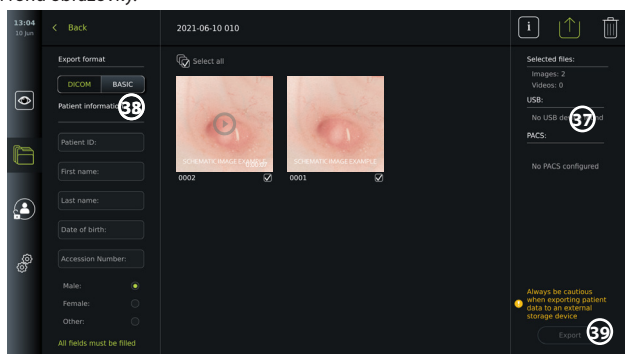 13:04
10 Jun
Back
2021-06-10 010
i
Export format
DICOM
BASIC
Patient information
38
Patient ID:
First name:
Last name:
Date of birth:
Accession Number:
Male:
Female:
Other:
All fields must be filled
Select all
SCHEMATIC IMAGE EXAMPLE
0002
SCHEMATIC IMAGE EXAMPLE
0001
Selected files:
Images: 2
Videos: 0
USB:
No USB
37
PACS:
No PACS configured
Always be cautious
when exporting patient
data to an external
storage device
Export
39